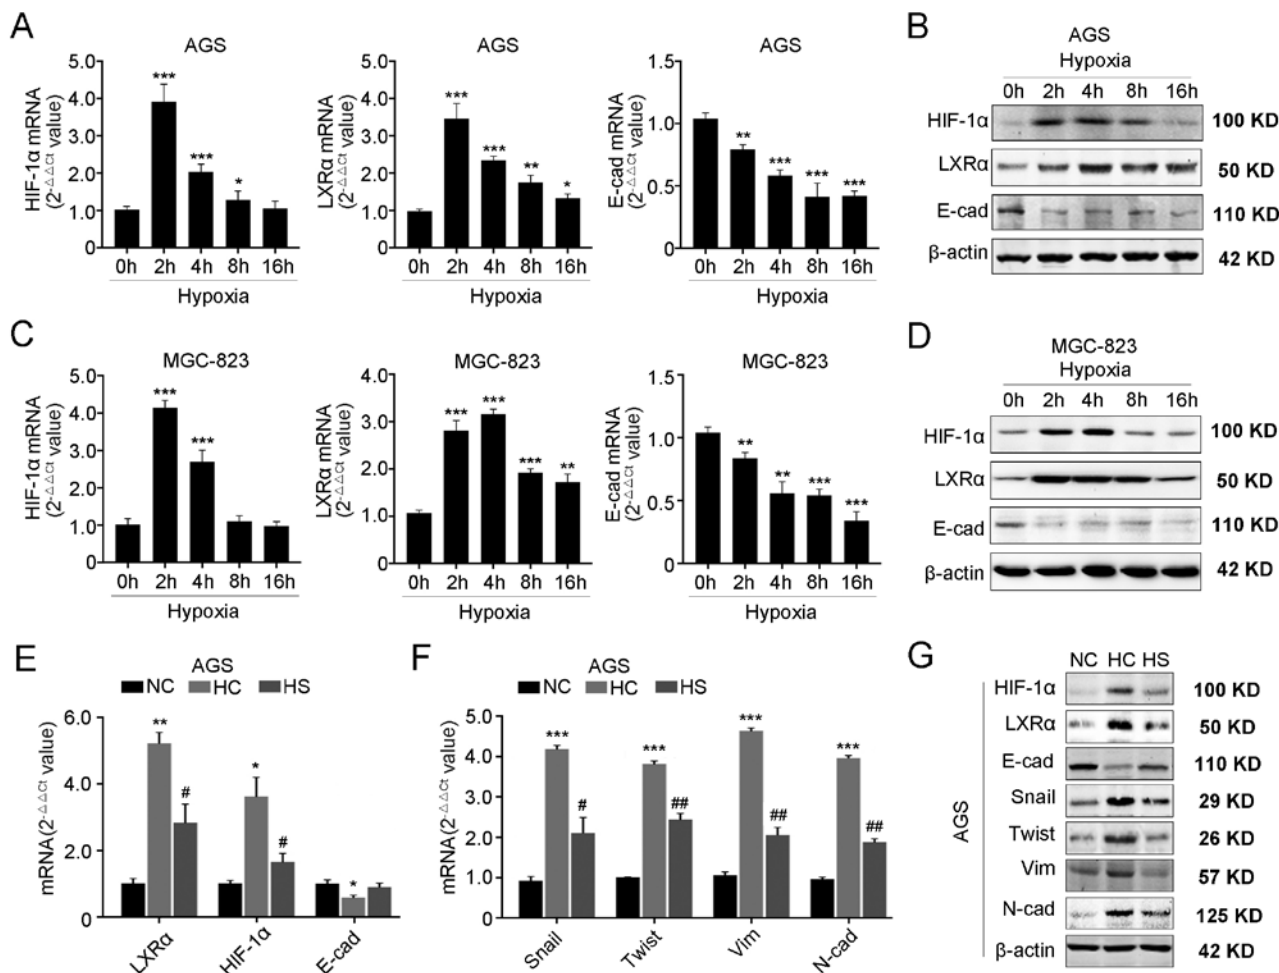 A
AGS
HIF-1α mRNA
(2-△△Ct value)
5.0
4.0
3.0
2.0
1.0
0
***
***
*
0h 2h 4h 8h 16h
Hypoxia
AGS
LXRα mRNA
(2-△△Ct value)
5.0
4.0
3.0
2.0
1.0
0
***
***
**
*
0h 2h 4h 8h 16h
Hypoxia
AGS
E-cad mRNA
(2-△△Ct value)
1.5
1.0
0.5
0
**
***
***
***
0h 2h 4h 8h 16h
Hypoxia
B
AGS
Hypoxia
0h 2h 4h 8h 16h
HIF-1α 100 KD
LXRα 50 KD
E-cad 110 KD
β-actin 42 KD
C
MGC-823
HIF-1α mRNA
(2-△△Ct value)
5.0
4.0
3.0
2.0
1.0
0
***
***
0h 2h 4h 8h 16h
Hypoxia
MGC-823
LXRα mRNA
(2-△△Ct value)
4.0
3.0
2.0
1.0
0
***
***
***
**
0h 2h 4h 8h 16h
Hypoxia
MGC-823
E-cad mRNA
(2-△△Ct value)
1.5
1.0
0.5
0
**
**
***
***
0h 2h 4h 8h 16h
Hypoxia
D
MGC-823
Hypoxia
0h 2h 4h 8h 16h
HIF-1α 100 KD
LXRα 50 KD
E-cad 110 KD
β-actin 42 KD
E
AGS
NC HC HS
mRNA(2-△△Ct value)
6.0
4.0
2.0
0
**
#
*
#
*
LXRα HIF-1α E-cad
F
AGS
NC HC HS
mRNA(2-△△Ct value)
5.0
4.0
3.0
2.0
1.0
0
***
#
***
##
***
##
***
##
Snail Twist Vim N-cad
G
AGS
NC HC HS
HIF-1α 100 KD
LXRα 50 KD
E-cad 110 KD
Snail 29 KD
Twist 26 KD
Vim 57 KD
N-cad 125 KD
β-actin 42 KD